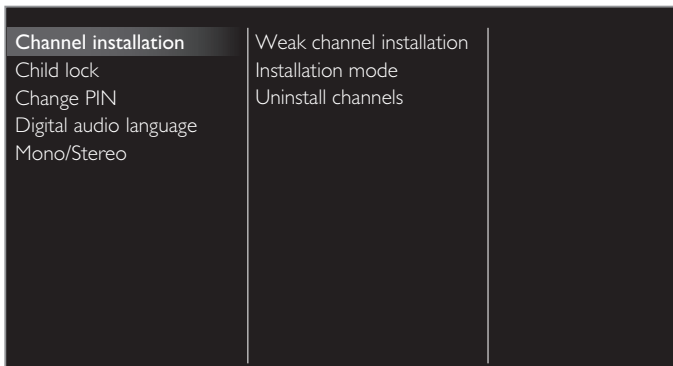 Channel installation
Child lock
Change PIN
Digital audio language
Mono/Stereo
Weak channel installation
Installation mode
Uninstall channels